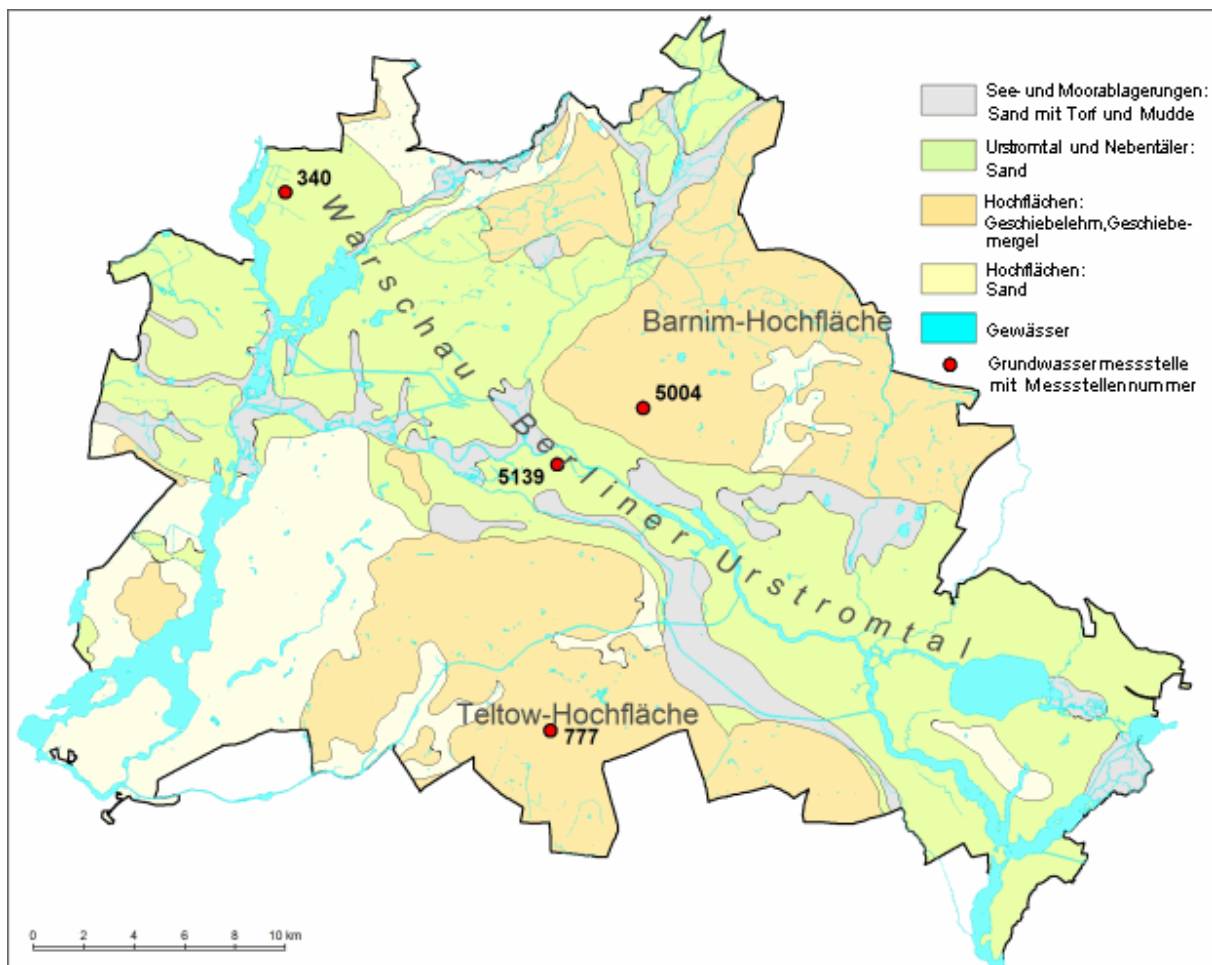 See- und Moorablagerungen:
Sand mit Torf und Mudde
Urstromtal und Nebentäler:
Sand
Hochflächen:
Geschiebelehm,Geschiebe-
mergel
Hochflächen:
Sand
Gewässer
Grundwassermessstelle
mit Messstellennummer
340
Warschau Berliner Urstromtal
Barnim-Hochfläche
5004
5139
Teltow-Hochfläche
777
0 2 4 6 8 10 km